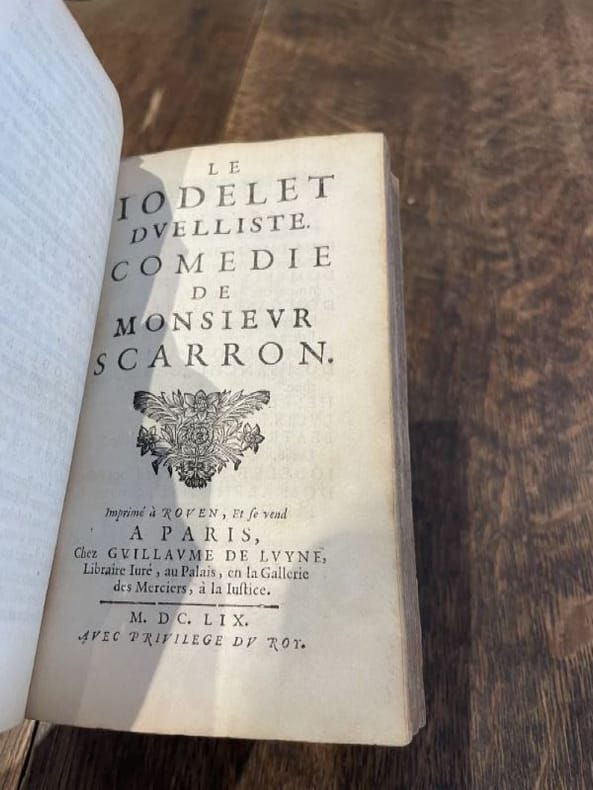 LE
IODELET
DVELLISTE.
COMEDIE
DE
MONSIEVR
SCARRON.
Imprimé à ROVEN, Et ſe vend
A PARIS,
Chez GVILLAVME DE LVYNE,
Libraire Iuré, au Palais, en la Gallerie
des Merciers, à la Iuſtice.
M. DC. LIX.
AVEC PRIVILEGE DV ROY.